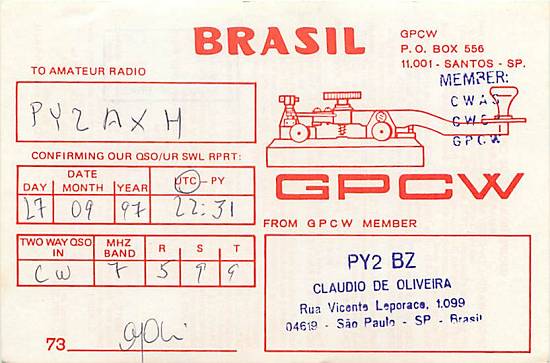 BRASIL
GPCW
P. O. BOX 556
11.001 - SANTOS - SP.
MEMBER:
CWAS
GPCW
TO AMATEUR RADIO
PY2AXH
CONFIRMING OUR QSO/UR SWL RPRT:
DAY DATE MONTH YEAR UTC-PY
27 09 97 22:31
GPCW
FROM GPCW MEMBER
TWO WAY QSO IN MHZ BAND R S T
CW 7 5 9 9
PY2 BZ
CLAUDIO DE OLIVEIRA
Rua Vicente Leporace, 1.099
04619 - São Paulo - SP - Brasil
73